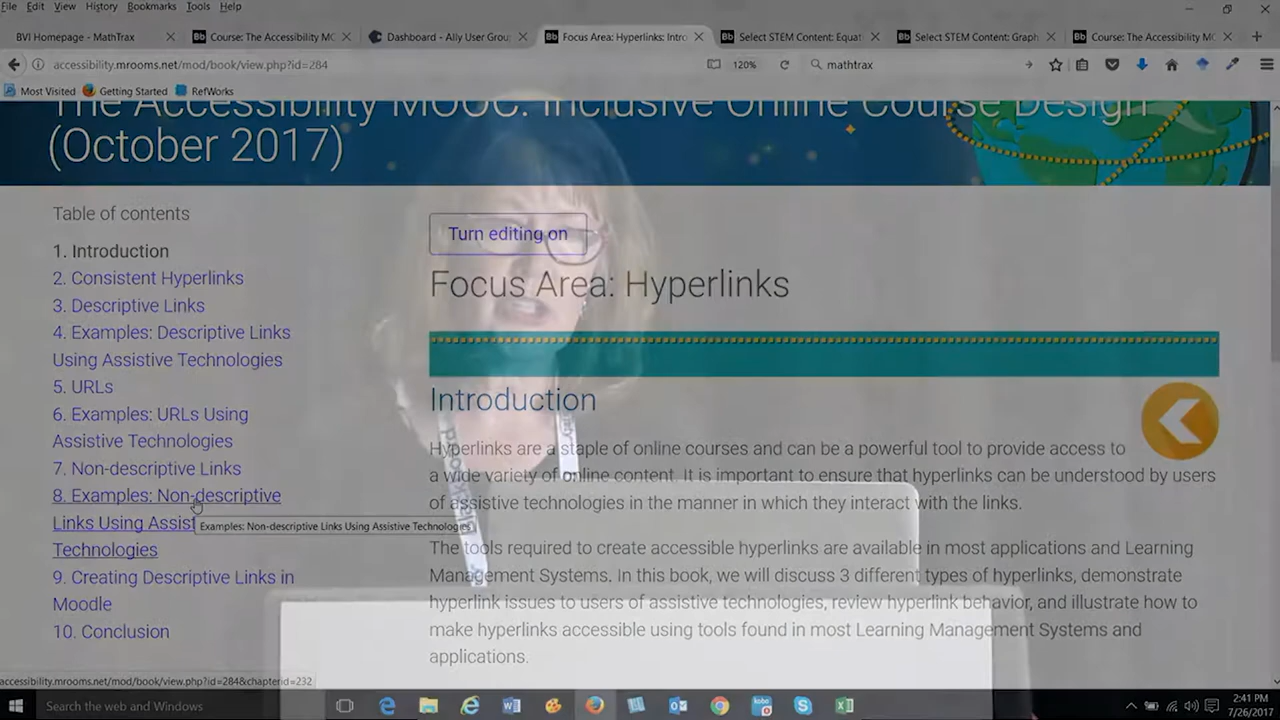 File Edit View History Bookmarks Tools Help
BVI Homepage - MathTrax
Course: The Accessibility MO
Dashboard - Ally User Grou
Focus Area: Hyperlinks: Intro
Select STEM Content: Equat
Select STEM Content: Graph
Course: The Accessibility MO
accessibility.mrooms.net/mod/book/view.php?id=284
120%
mathtrax
Most Visited Getting Started RefWorks
The Accessibility MOOC: Inclusive Online Course Design
(October 2017)
Table of contents
1. Introduction
2. Consistent Hyperlinks
3. Descriptive Links
4. Examples: Descriptive Links
Using Assistive Technologies
5. URLs
6. Examples: URLs Using
Assistive Technologies
7. Non-descriptive Links
8. Examples: Non-descriptive
Links Using Assist
Technologies
9. Creating Descriptive Links in
Moodle
10. Conclusion
Examples: Non-descriptive Links Using Assistive Technologies
Turn editing on
Focus Area: Hyperlinks
Introduction
Hyperlinks are a staple of online courses and can be a powerful tool to provide access to
a wide variety of online content. It is important to ensure that hyperlinks can be understood by users
of assistive technologies in the manner in which they interact with the links.
The tools required to create accessible hyperlinks are available in most applications and Learning
Management Systems. In this book, we will discuss 3 different types of hyperlinks, demonstrate
hyperlink issues to users of assistive technologies, review hyperlink behavior, and illustrate how to
make hyperlinks accessible using tools found in most Learning Management Systems and
applications.
accessibility.mrooms.net/mod/book/view.php?id=284&chapterid=232
Search the web and Windows
kobo
2:41 PM
7/26/2017